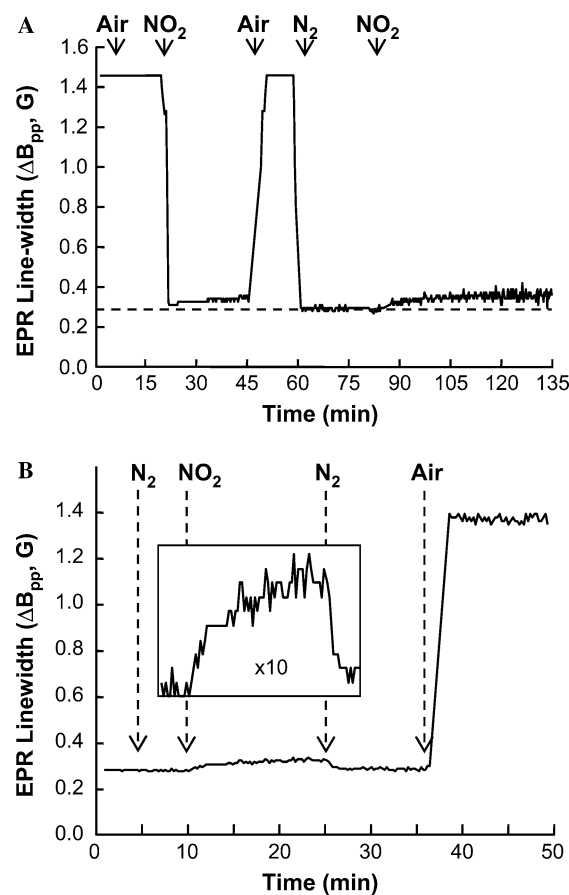 A
Air NO2 Air N2 NO2
EPR Line-width (ΔBpp, G)
1.6
1.4
1.2
1.0
0.8
0.6
0.4
0.2
0.0
0 15 30 45 60 75 90 105 120 135
Time (min)
B
N2 NO2 N2 Air
EPR Linewidth (ΔBpp, G)
1.4
1.2
1.0
0.8
0.6
0.4
0.2
0.0
x10
0 10 20 30 40 50
Time (min)